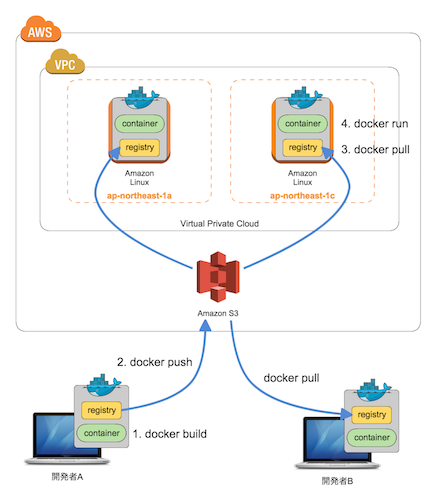 AWS
VPC
container
registry
Amazon
Linux
ap-northeast-1a
container
registry
Amazon
Linux
ap-northeast-1c
4. docker run
3. docker pull
Virtual Private Cloud
Amazon S3
2. docker push
docker pull
registry
container
1. docker build
開発者A
registry
container
開発者B